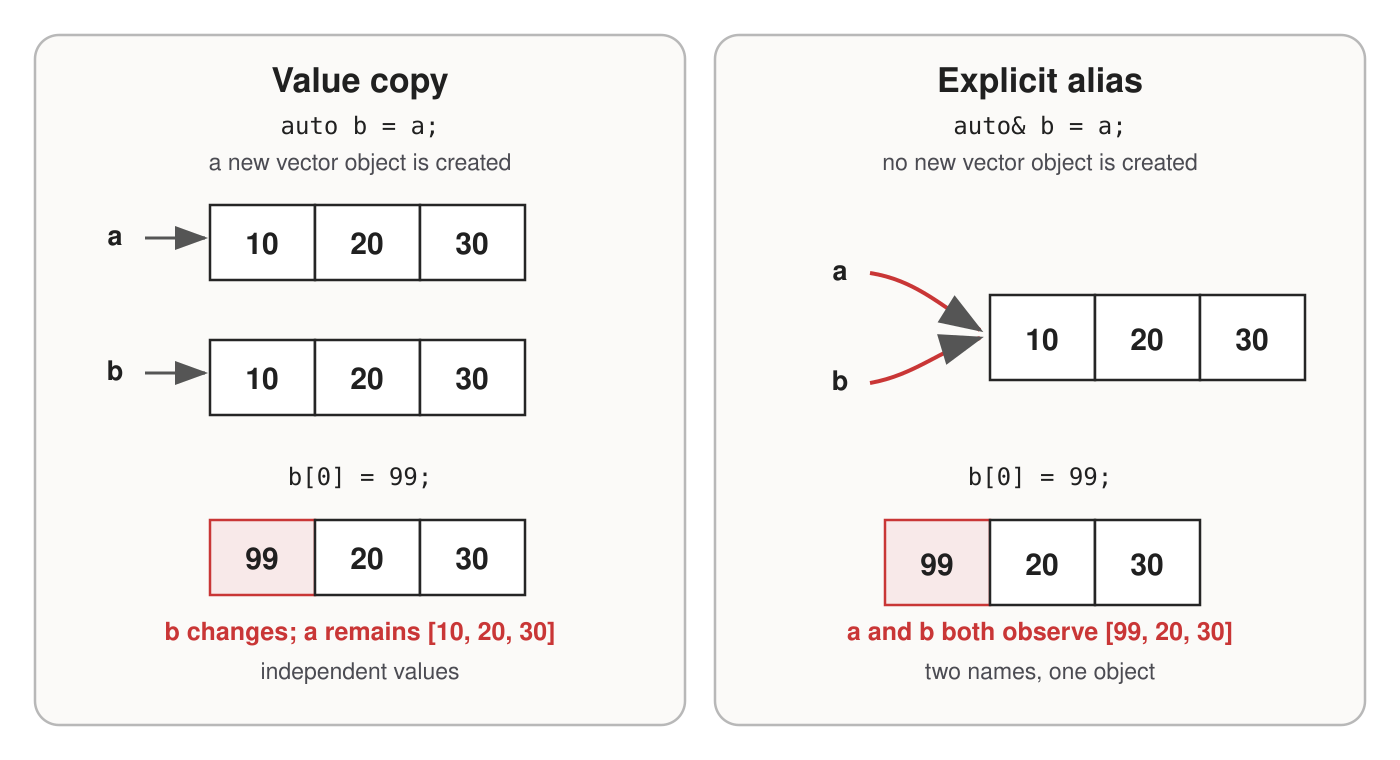 Value copy
auto b = a;
a new vector object is created
a
10 20 30
b
10 20 30
b[0] = 99;
99 20 30
b changes; a remains [10, 20, 30]
independent values
Explicit alias
auto& b = a;
no new vector object is created
a
10 20 30
b
b[0] = 99;
99 20 30
a and b both observe [99, 20, 30]
two names, one object